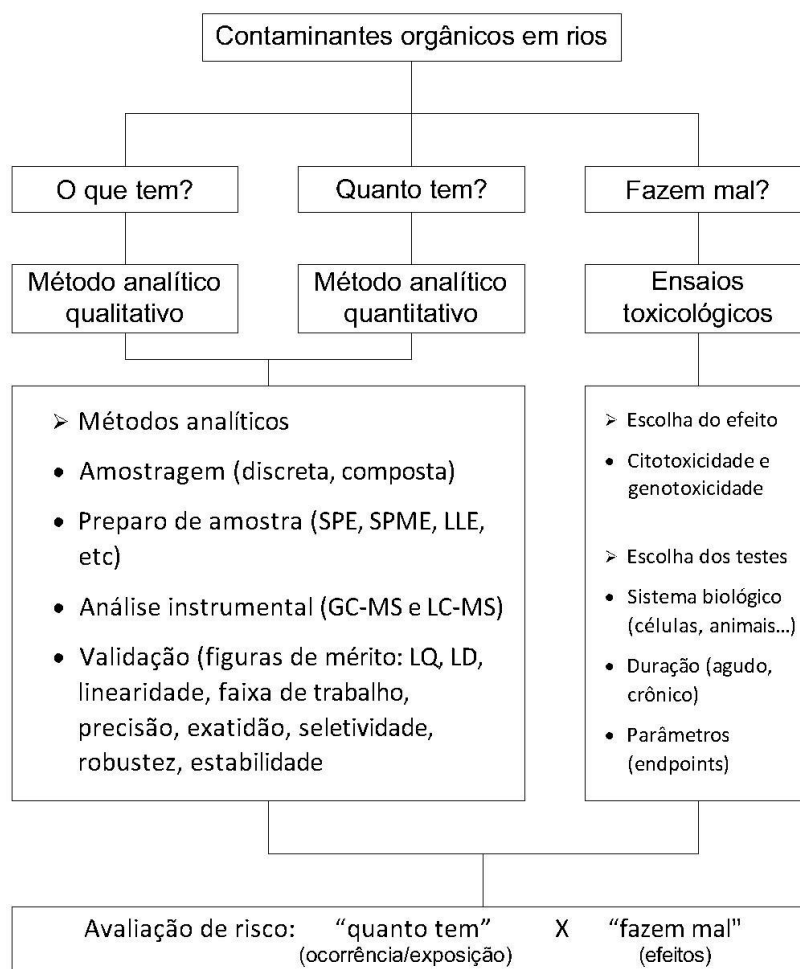 Contaminantes orgânicos em rios
O que tem?
Quanto tem?
Fazem mal?
Método analítico
qualitativo
Método analítico
quantitativo
Ensaios
toxicológicos
➢ Métodos analíticos
• Amostragem (discreta, composta)
• Preparo de amostra (SPE, SPME, LLE,
etc)
• Análise instrumental (GC-MS e LC-MS)
• Validação (figuras de mérito: LQ, LD,
linearidade, faixa de trabalho,
precisão, exatidão, seletividade,
robustez, estabilidade
➢ Escolha do efeito
• Citotoxicidade e
genotoxicidade
➢ Escolha dos testes
• Sistema biológico
(células, animais...)
• Duração (agudo,
crônico)
• Parâmetros
(endpoints)
Avaliação de risco: “quanto tem” X “fazem mal”
(ocorrência/exposição) (efeitos)